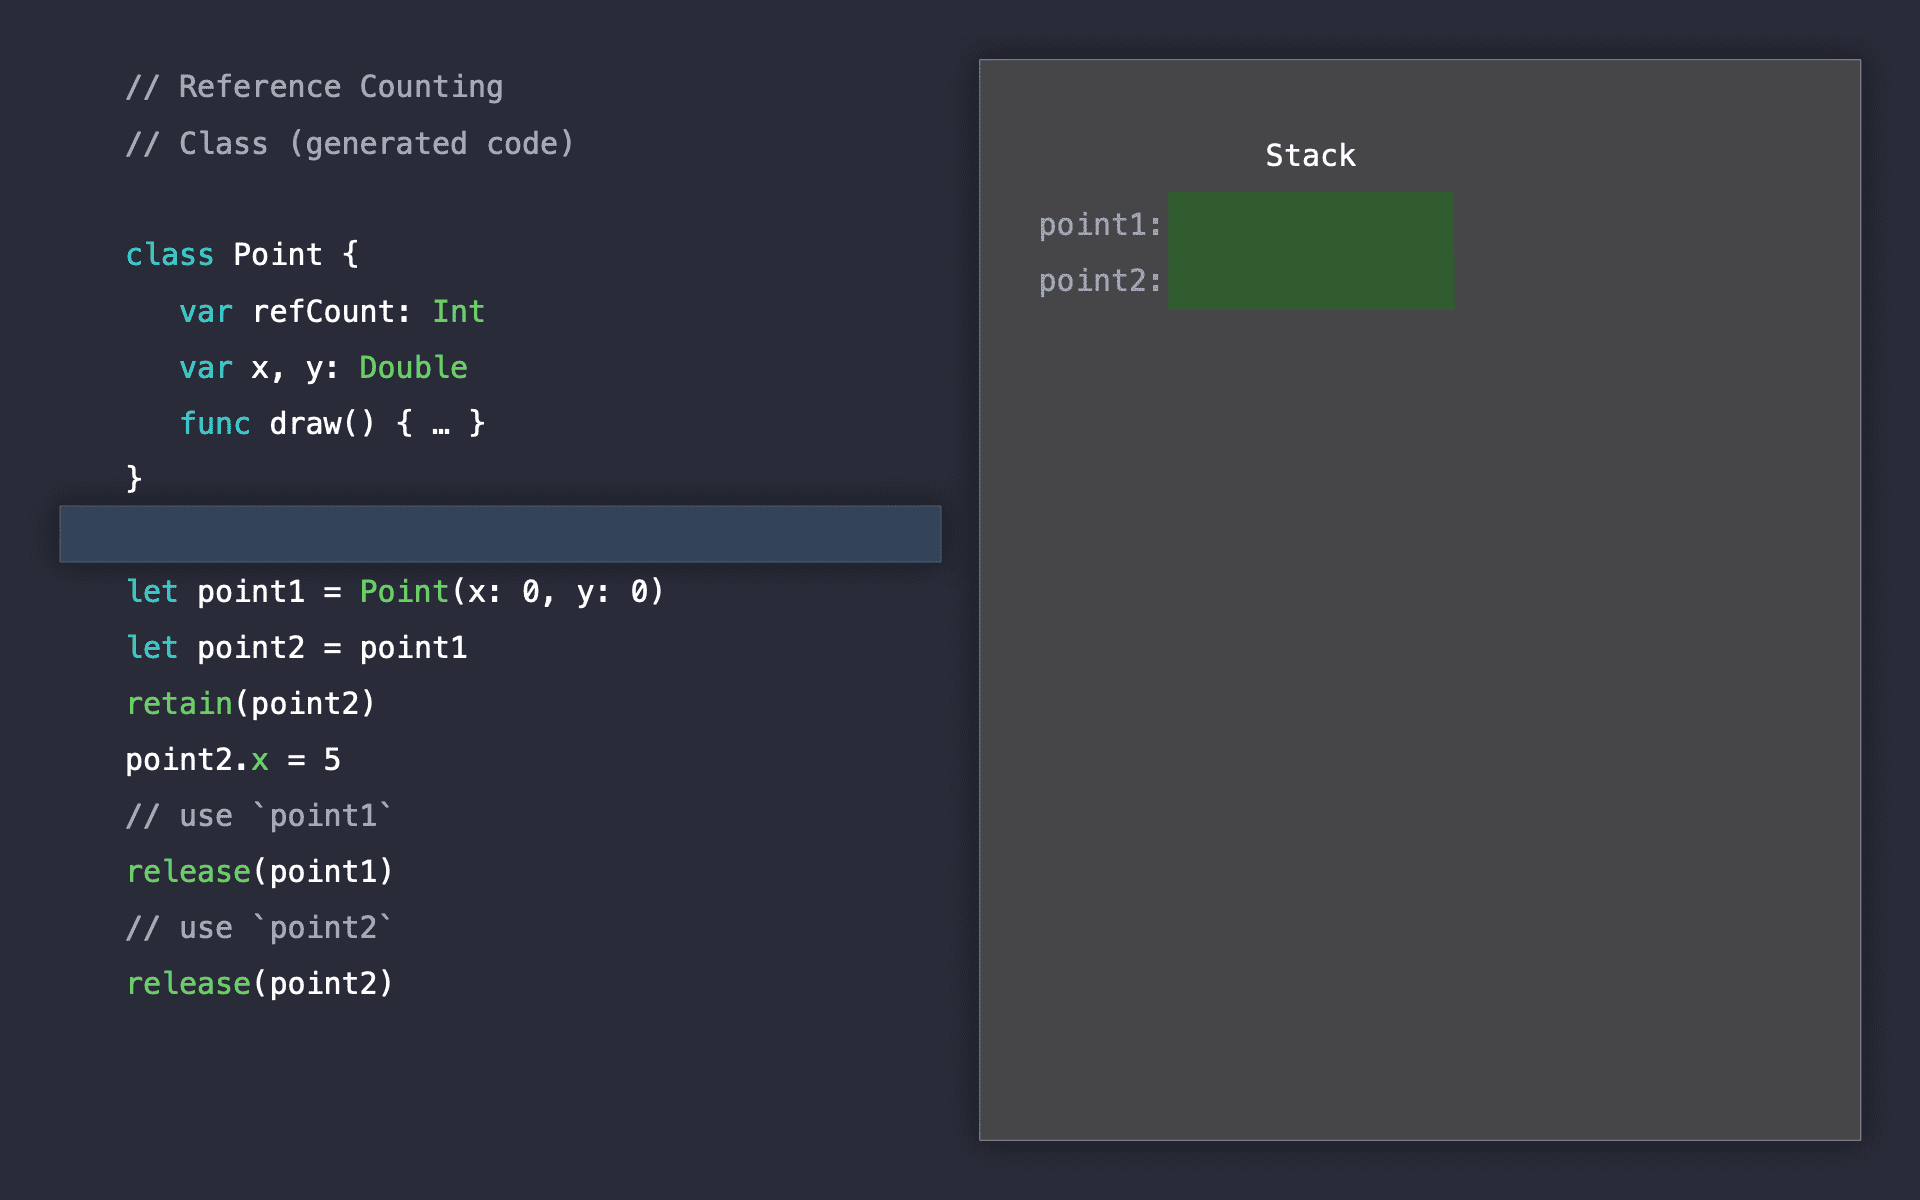 // Reference Counting
// Class (generated code)
class Point {
   var refCount: Int
   var x, y: Double
   func draw() { … }
}
let point1 = Point(x: 0, y: 0)
let point2 = point1
retain(point2)
point2.x = 5
// use `point1`
release(point1)
// use `point2`
release(point2)
Stack
point1:
point2: